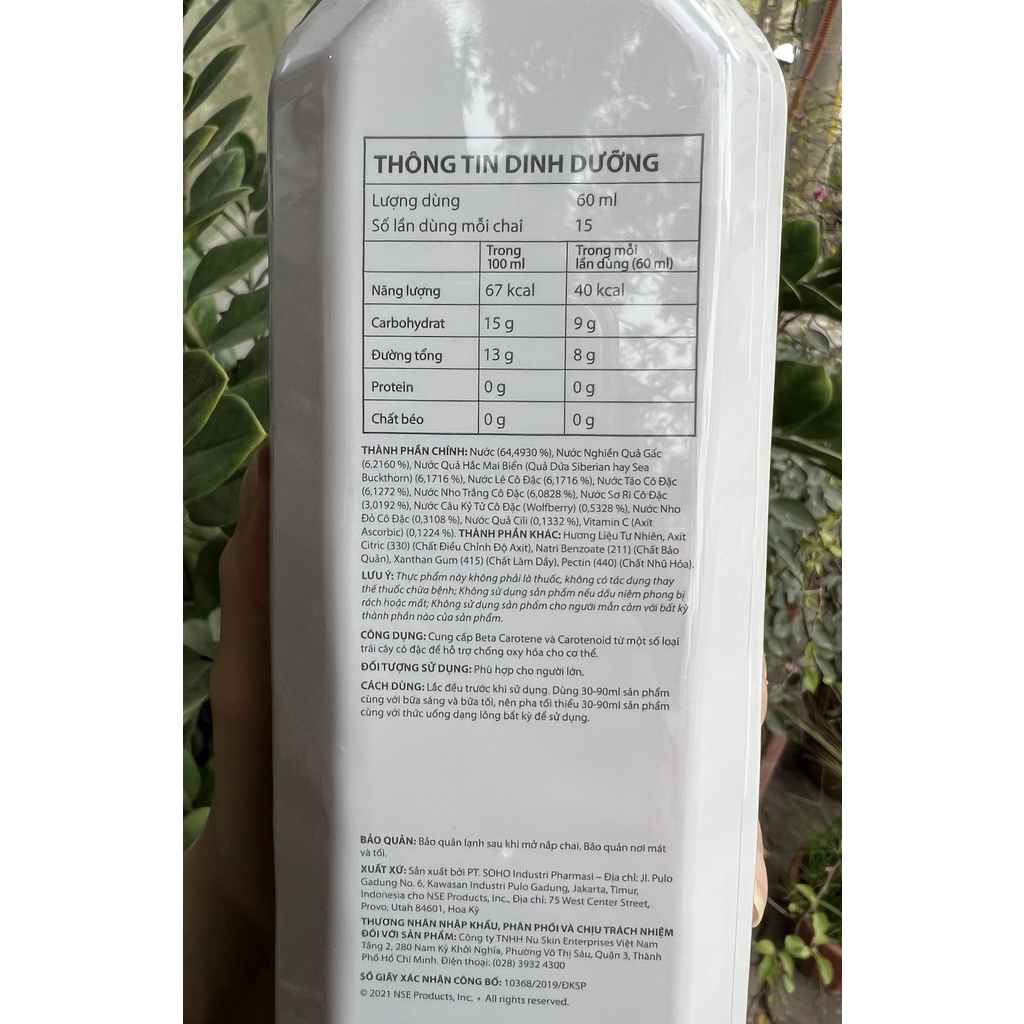 THÔNG TIN DINH DƯỠNG
Lượng dùng 60 ml
Số lần dùng mỗi chai 15
Trong 100 ml Trong mỗi lần dùng (60 ml)
Năng lượng 67 kcal 40 kcal
Carbohydrat 15 g 9 g
Đường tổng 13 g 8 g
Protein 0 g 0 g
Chất béo 0 g 0 g
THÀNH PHẦN CHÍNH: Nước (64,4930 %), Nước Nghiền Quả Gấc
(6,2160 %), Nước Quả Hắc Mai Biển (Quả Dứa Siberian hay Sea
Buckthorn) (6,1716 %), Nước Lê Cô Đặc (6,1716 %), Nước Táo Cô Đặc
(6,1272 %), Nước Nho Trắng Cô Đặc (6,0828 %), Nước Sơ Ri Cô Đặc
(3,0192 %), Nước Câu Kỷ Tử Cô Đặc (Wolfberry) (0,5328 %), Nước Nho
Đỏ Cô Đặc (0,3108 %), Nước Quả Cili (0,1332 %), Vitamin C (Axít
Ascorbic) (0,1224 %). THÀNH PHẦN KHÁC: Hương Liệu Tự Nhiên, Axít
Citric (330) (Chất Điều Chỉnh Độ Axít), Natri Benzoate (211) (Chất Bảo
Quản), Xanthan Gum (415) (Chất Làm Dầy), Pectin (440) (Chất Nhũ Hóa).
LƯU Ý: Thực phẩm này không phải là thuốc, không có tác dụng thay
thế thuốc chữa bệnh; Không sử dụng sản phẩm nếu dấu niêm phong bị
rách hoặc mất; Không sử dụng sản phẩm cho người mẫn cảm với bất kỳ
thành phần nào của sản phẩm.
CÔNG DỤNG: Cung cấp Beta Carotene và Carotenoid từ một số loại
trái cây cô đặc để hỗ trợ chống oxy hóa cho cơ thể.
ĐỐI TƯỢNG SỬ DỤNG: Phù hợp cho người lớn.
CÁCH DÙNG: Lắc đều trước khi sử dụng. Dùng 30-90ml sản phẩm
cùng với bữa sáng và bữa tối, nên pha tối thiểu 30-90ml sản phẩm
cùng với thức uống dạng lỏng bất kỳ để sử dụng.
BẢO QUẢN: Bảo quản lạnh sau khi mở nắp chai. Bảo quản nơi mát
và tối.
XUẤT XỨ: Sản xuất bởi PT. SOHO Industri Pharmasi – Địa chỉ: Jl. Pulo
Gadung No. 6, Kawasan Industri Pulo Gadung, Jakarta, Timur,
Indonesia cho NSE Products, Inc., Địa chỉ: 75 West Center Street,
Provo, Utah 84601, Hoa Kỳ
THƯƠNG NHÂN NHẬP KHẨU, PHÂN PHỐI VÀ CHỊU TRÁCH NHIỆM
ĐỐI VỚI SẢN PHẨM: Công ty TNHH Nu Skin Enterprises Việt Nam
Tầng 2, 280 Nam Kỳ Khởi Nghĩa, Phường Võ Thị Sáu, Quận 3, Thành
Phố Hồ Chí Minh. Điện thoại: (028) 3932 4300
SỐ GIẤY XÁC NHẬN CÔNG BỐ: 10368/2019/ĐKSP
© 2021 NSE Products, Inc. • All rights reserved.